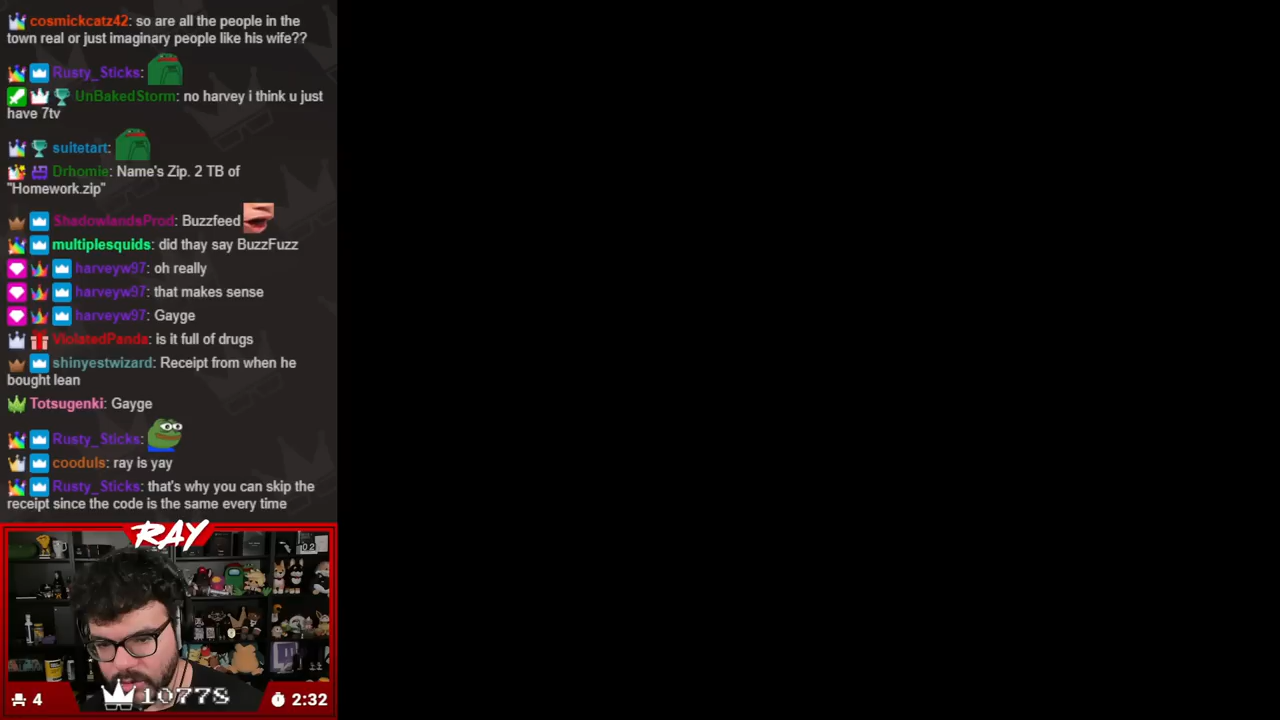 cosmickcatz42: so are all the people in the
town real or just imaginary people like his wife??
Rusty_Sticks:
UnBakedStorm: no harvey i think u just
have 7tv
suitetart:
Drhomie: Name's Zip. 2 TB of
"Homework.zip"
ShadowlandsProd: Buzzfeed
multiplesquids: did thay say BuzzFuzz
harveyw97: oh really
harveyw97: that makes sense
harveyw97: Gayge
ViolatedPanda: is it full of drugs
shinyestwizard: Receipt from when he
bought lean
Totsugenki: Gayge
Rusty_Sticks:
cooduls: ray is yay
Rusty_Sticks: that's why you can skip the
receipt since the code is the same every time
RAY
4
10778
2:32